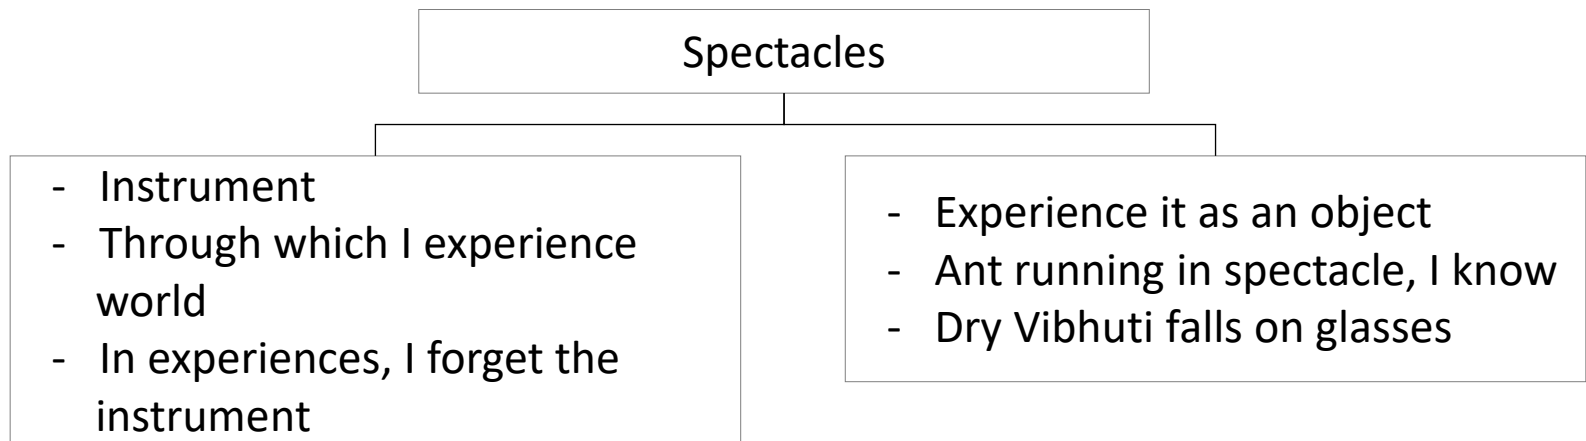 Spectacles
- Instrument
- Through which I experience
world
- In experiences, I forget the
instrument
- Experience it as an object
- Ant running in spectacle, I know
- Dry Vibhuti falls on glasses